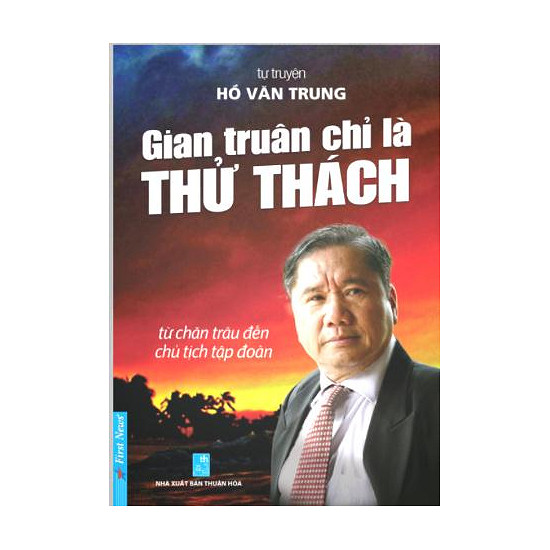 tự truyện
HỒ VĂN TRUNG
Gian truân chỉ là
THỬ THÁCH
từ chăn trâu đến
chủ tịch tập đoàn
First News
th
NHÀ XUẤT BẢN THUẬN HÓA